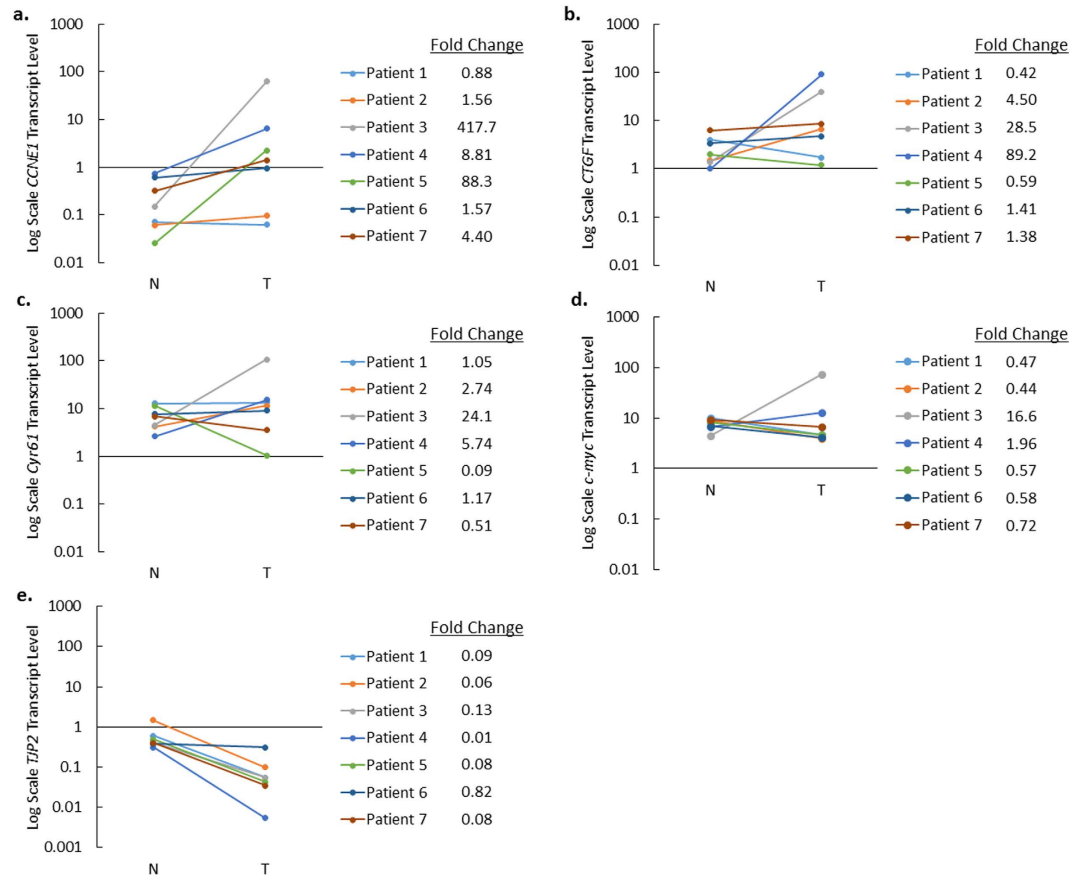 a.
1000
100
10
1
0.1
0.01
Log Scale CCNE1 Transcript Level
N T
Fold Change
Patient 1 0.88
Patient 2 1.56
Patient 3 417.7
Patient 4 8.81
Patient 5 88.3
Patient 6 1.57
Patient 7 4.40
b.
1000
100
10
1
0.1
0.01
Log Scale CTGF Transcript Level
N T
Fold Change
Patient 1 0.42
Patient 2 4.50
Patient 3 28.5
Patient 4 89.2
Patient 5 0.59
Patient 6 1.41
Patient 7 1.38
c.
1000
100
10
1
0.1
0.01
Log Scale Cyr61 Transcript Level
N T
Fold Change
Patient 1 1.05
Patient 2 2.74
Patient 3 24.1
Patient 4 5.74
Patient 5 0.09
Patient 6 1.17
Patient 7 0.51
d.
1000
100
10
1
0.1
0.01
Log Scale c-myc Transcript Level
N T
Fold Change
Patient 1 0.47
Patient 2 0.44
Patient 3 16.6
Patient 4 1.96
Patient 5 0.57
Patient 6 0.58
Patient 7 0.72
e.
1000
100
10
1
0.1
0.01
0.001
Log Scale TJP2 Transcript Level
N T
Fold Change
Patient 1 0.09
Patient 2 0.06
Patient 3 0.13
Patient 4 0.01
Patient 5 0.08
Patient 6 0.82
Patient 7 0.08